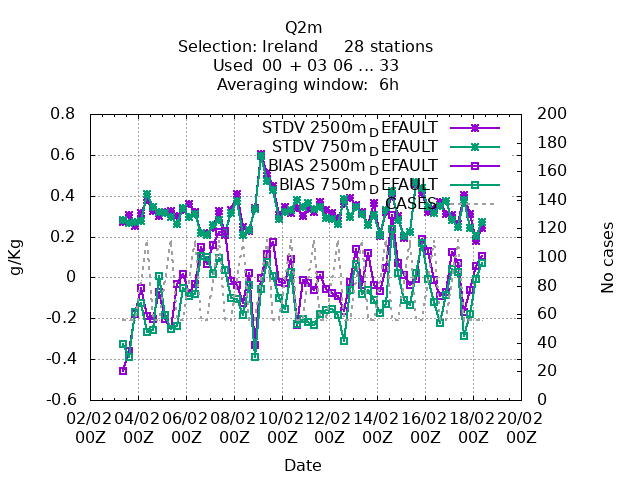 Q2m
Selection: Ireland 28 stations
Used 00 + 03 06 ... 33
Averaging window: 6h
STDV 2500m_DEFAULT
STDV 750m_DEFAULT
BIAS 2500m_DEFAULT
BIAS 750m_DEFAULT
CASES
g/Kg
0.8
0.6
0.4
0.2
0
-0.2
-0.4
-0.6
200
180
160
140
120
100
80
60
40
20
0
No cases
02/02 04/02 06/02 08/02 10/02 12/02 14/02 16/02 18/02 20/02
00Z 00Z 00Z 00Z 00Z 00Z 00Z 00Z 00Z 00Z
Date